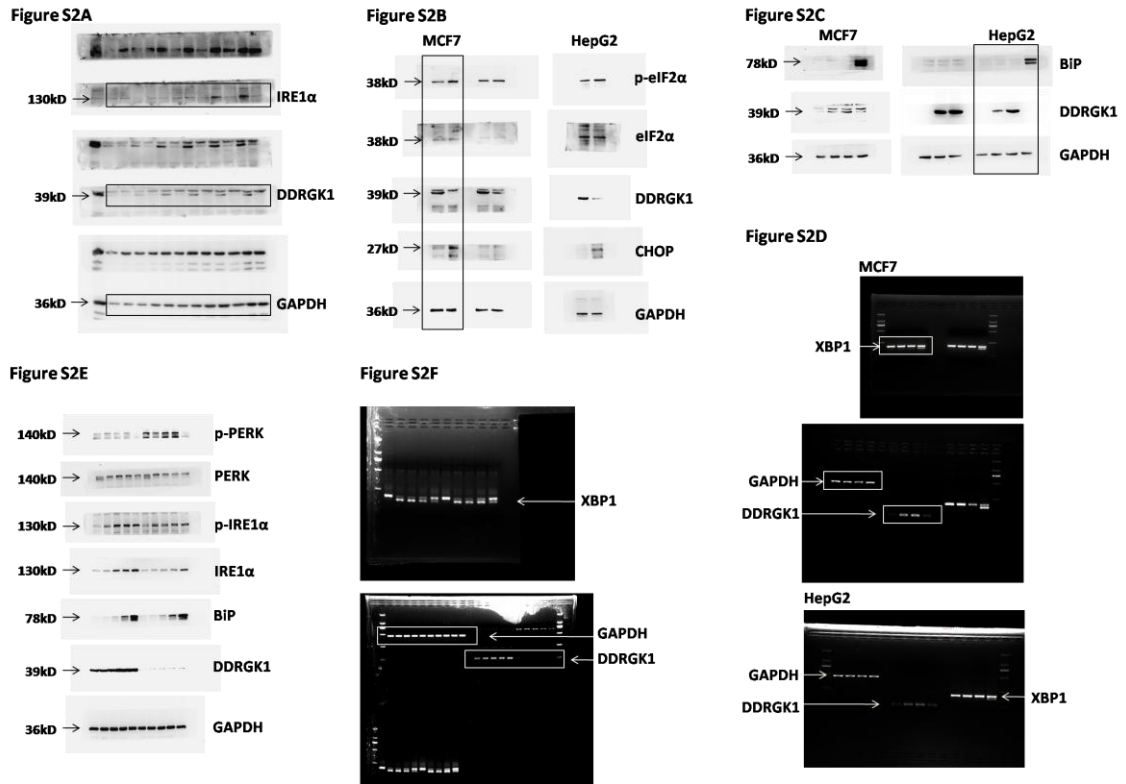 Figure S2A
130kD
IRE1α
39kD
DDRGK1
36kD
GAPDH
Figure S2B
MCF7
HepG2
38kD
p-eIF2α
38kD
eIF2α
39kD
DDRGK1
27kD
CHOP
36kD
GAPDH
Figure S2C
MCF7
HepG2
78kD
BiP
39kD
DDRGK1
36kD
GAPDH
Figure S2D
MCF7
XBP1
GAPDH
DDRGK1
HepG2
GAPDH
DDRGK1
XBP1
Figure S2E
140kD
p-PERK
140kD
PERK
130kD
p-IRE1α
130kD
IRE1α
78kD
BiP
39kD
DDRGK1
36kD
GAPDH
Figure S2F
XBP1
GAPDH
DDRGK1